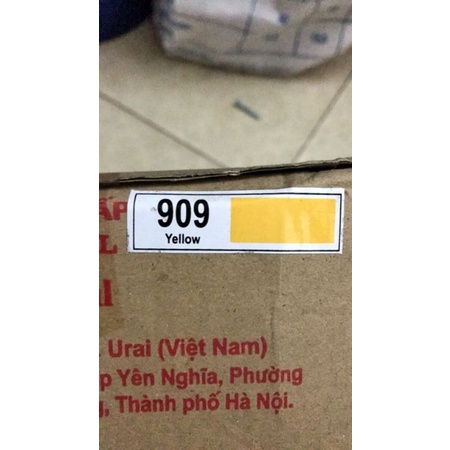 909
Yellow
Urai (Việt Nam)
Yên Nghĩa, Phường
Thành phố Hà Nội.